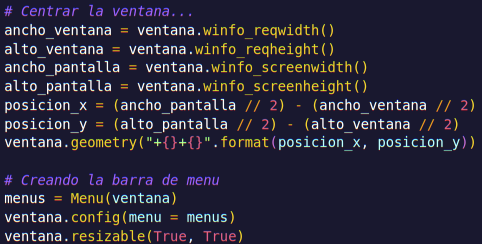 # Centrar la ventana...
ancho_ventana = ventana.winfo_reqwidth()
alto_ventana = ventana.winfo_reqheight()
ancho_pantalla = ventana.winfo_screenwidth()
alto_pantalla = ventana.winfo_screenheight()
posicion_x = (ancho_pantalla // 2) - (ancho_ventana // 2)
posicion_y = (alto_pantalla // 2) - (alto_ventana // 2)
ventana.geometry("+{}+{}".format(posicion_x, posicion_y))
# Creando la barra de menu
menus = Menu(ventana)
ventana.config(menu = menus)
ventana.resizable(True, True)